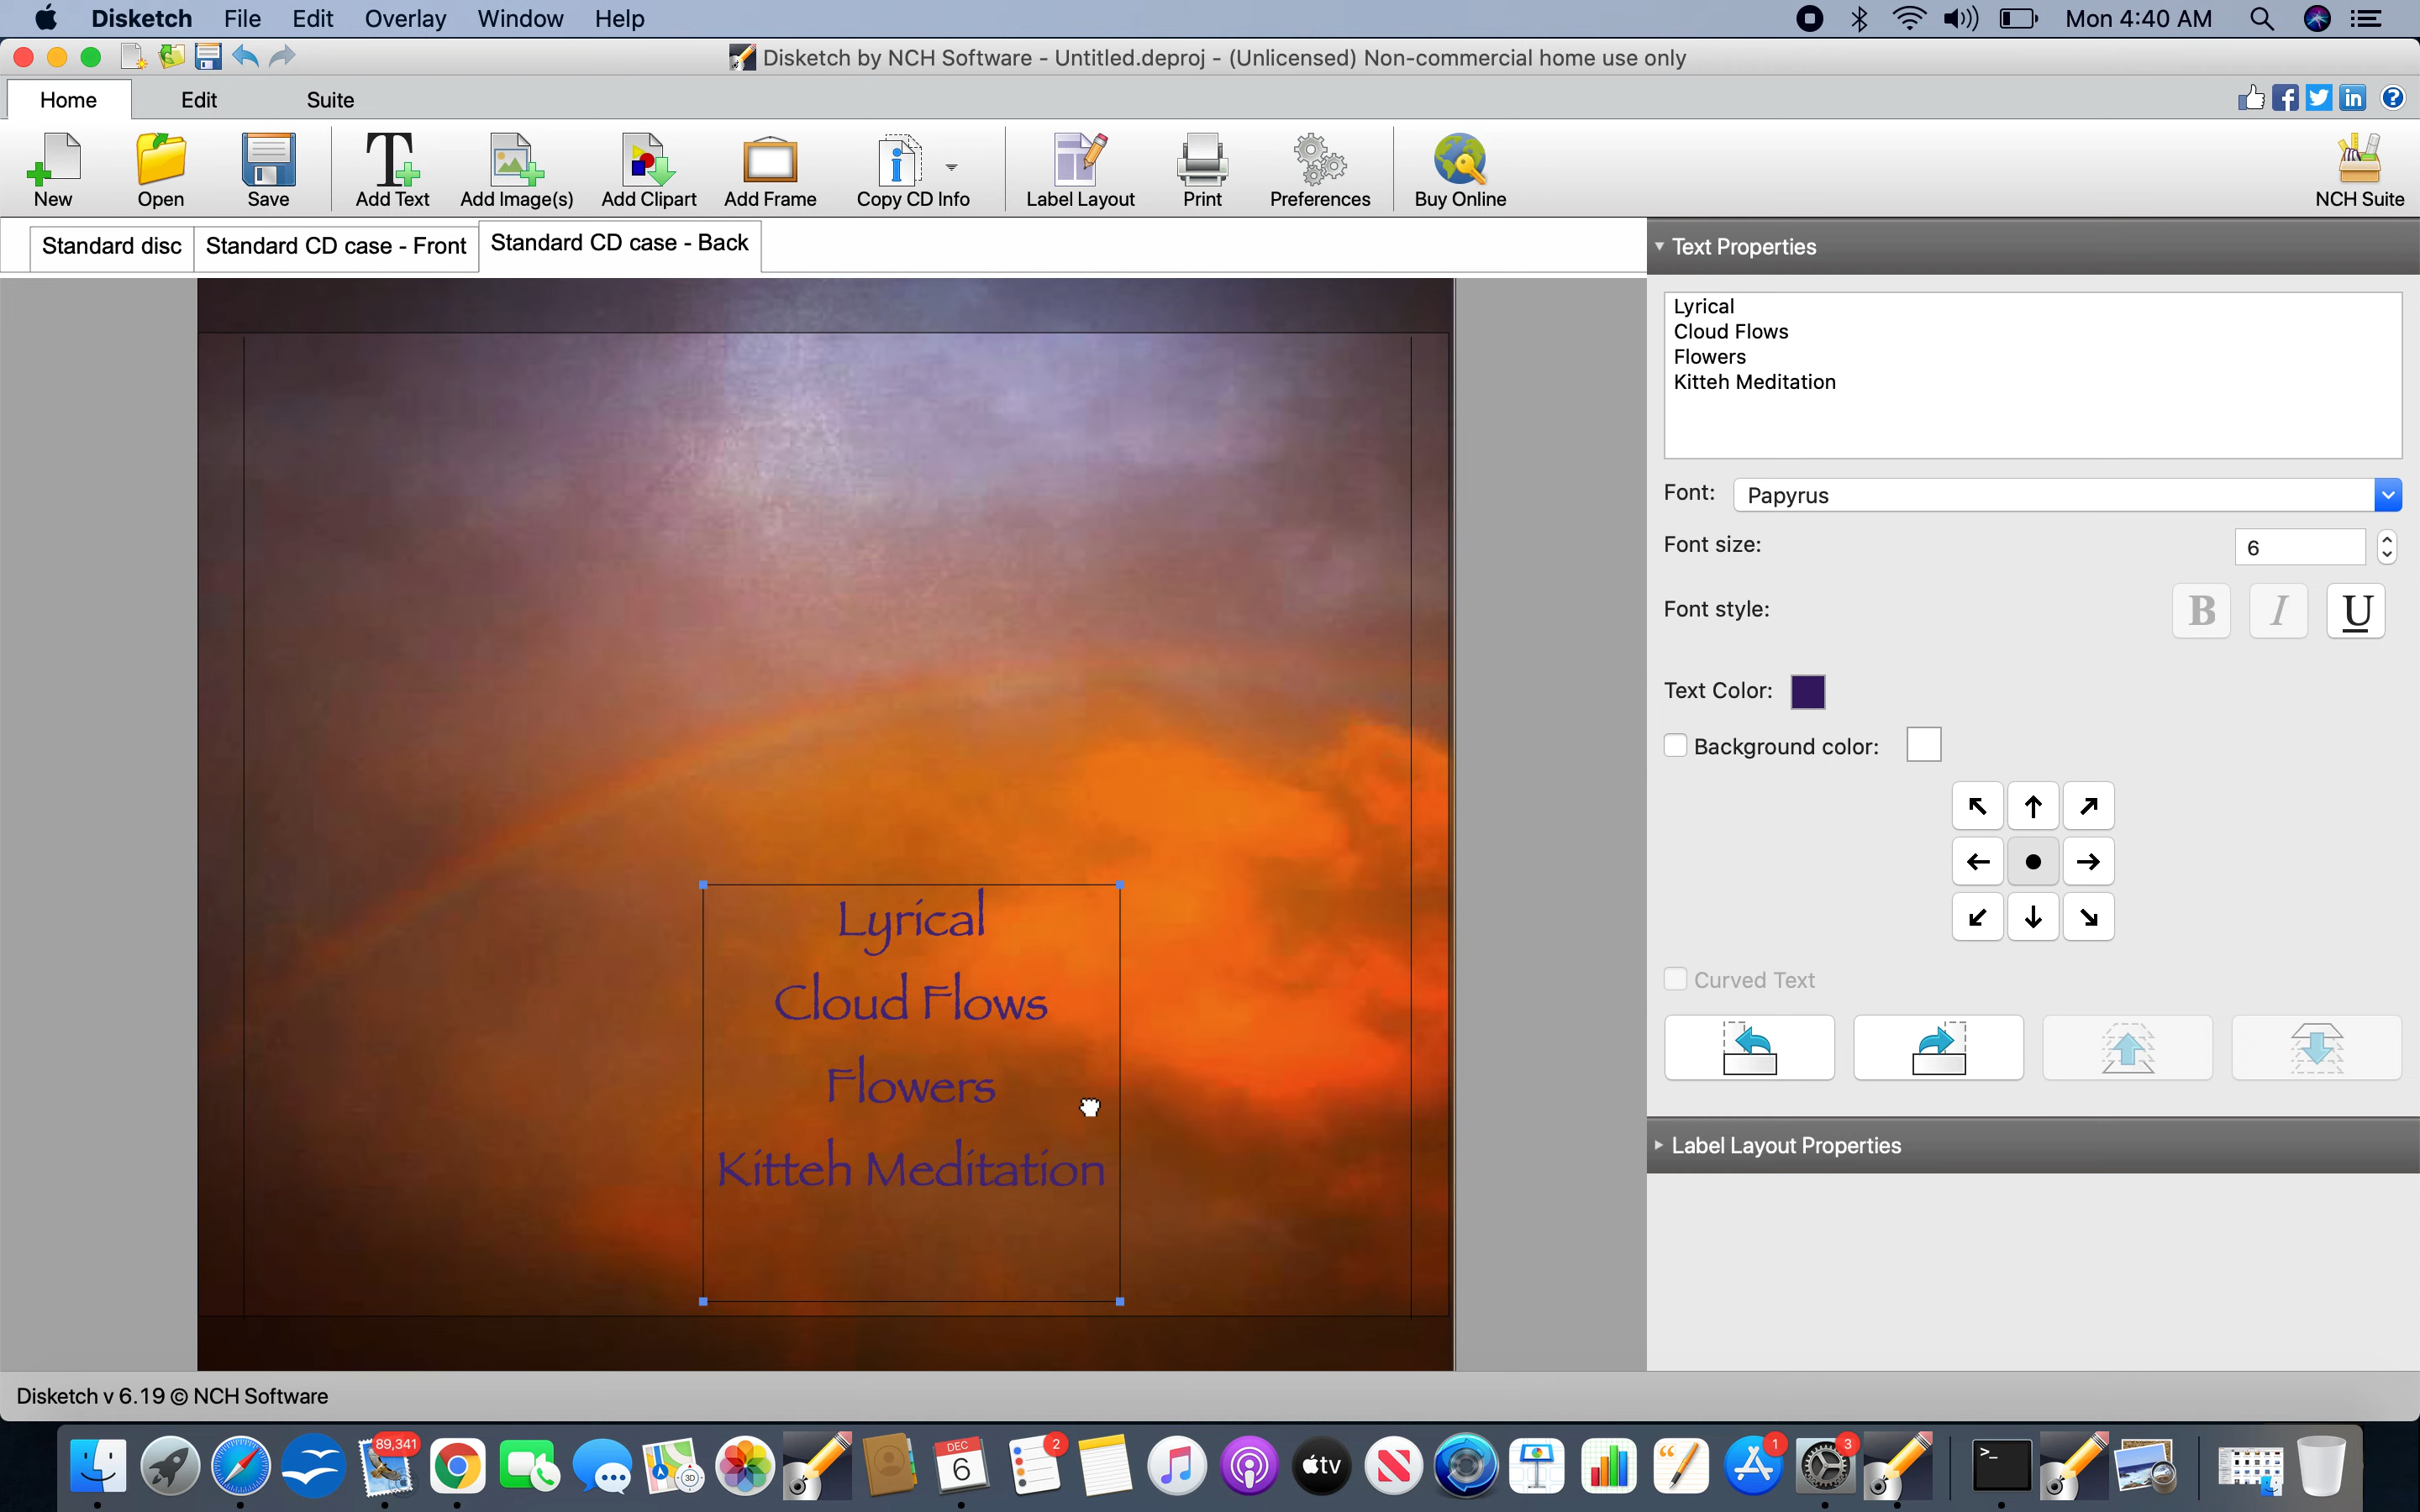 Disketch File Edit Overlay Window Help Mon 4:40 AM
Disketch by NCH Software - Untitled.deproj - (Unlicensed) Non-commercial home use only
Home Edit Suite
New Open Save Add Text Add Image(s) Add Clipart Add Frame Copy CD Info Label Layout Print Preferences Buy Online NCH Suite
Standard disc Standard CD case - Front Standard CD case - Back
Text Properties
Lyrical
Cloud Flows
Flowers
Kitteh Meditation
Font: Papyrus
Font size: 6
Font style: B I U
Text Color:
Background color:
Curved Text
Label Layout Properties
Lyrical
Cloud Flows
Flowers
Kitteh Meditation
Disketch v 6.19 © NCH Software
89,341
3D
DEC
6
2
tv
1
3
>_